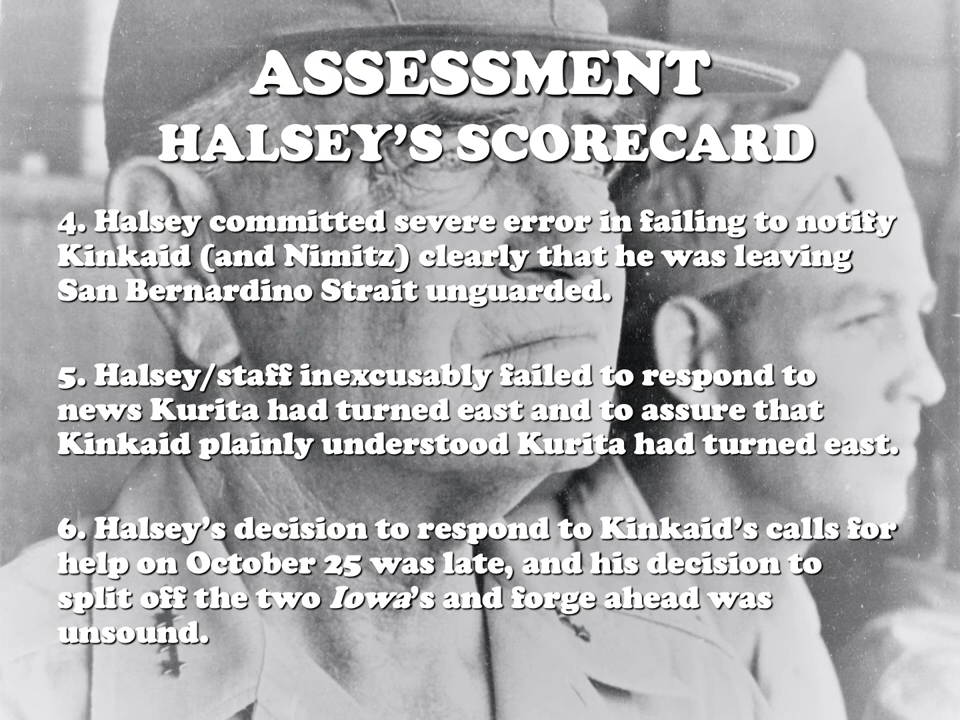 ASSESSMENT
HALSEY’S SCORECARD
4. Halsey committed severe error in failing to notify
Kinkaid (and Nimitz) clearly that he was leaving
San Bernardino Strait unguarded.
5. Halsey/staff inexcusably failed to respond to
news Kurita had turned east and to assure that
Kinkaid plainly understood Kurita had turned east.
6. Halsey’s decision to respond to Kinkaid’s calls for
help on October 25 was late, and his decision to
split off the two Iowa’s and forge ahead was
unsound.